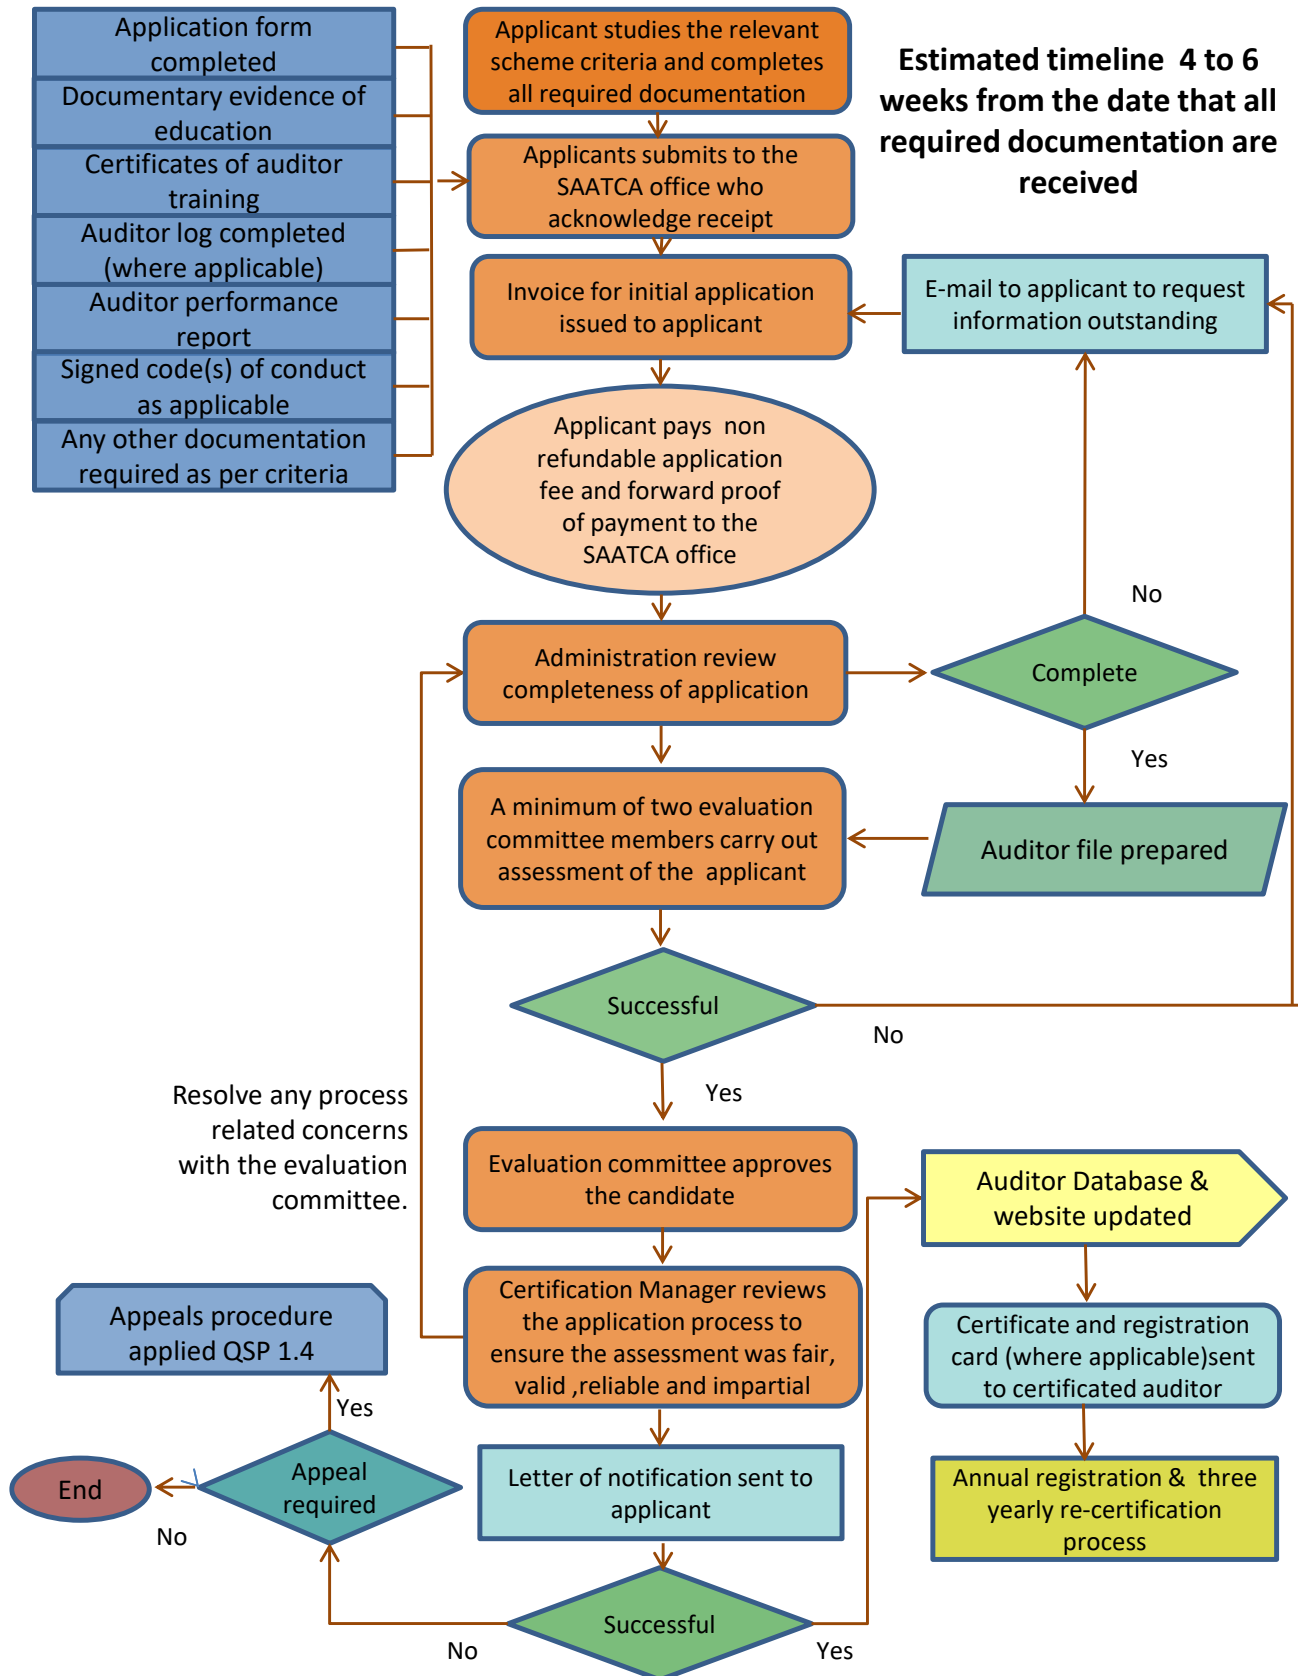 Application form
completed
Documentary evidence of
education
Certificates of auditor
training
Auditor log completed
(where applicable)
Auditor performance
report
Signed code(s) of conduct
as applicable
Any other documentation
required as per criteria
Applicant studies the relevant
scheme criteria and completes
all required documentation
Estimated timeline 4 to 6
weeks from the date that all
required documentation are
received
Applicants submits to the
SAATCA office who
acknowledge receipt
Invoice for initial application
issued to applicant
E-mail to applicant to request
information outstanding
Applicant pays non
refundable application
fee and forward proof
of payment to the
SAATCA office
No
Administration review
completeness of application
Complete
Yes
A minimum of two evaluation
committee members carry out
assessment of the applicant
Auditor file prepared
Successful
No
Yes
Resolve any process
related concerns
with the evaluation
committee.
Evaluation committee approves
the candidate
Auditor Database &
website updated
Certification Manager reviews
the application process to
ensure the assessment was fair,
valid ,reliable and impartial
Appeals procedure
applied QSP 1.4
Certificate and registration
card (where applicable)sent
to certificated auditor
Yes
Appeal
required
End
No
Letter of notification sent to
applicant
Annual registration & three
yearly re-certification
process
Successful
No
Yes